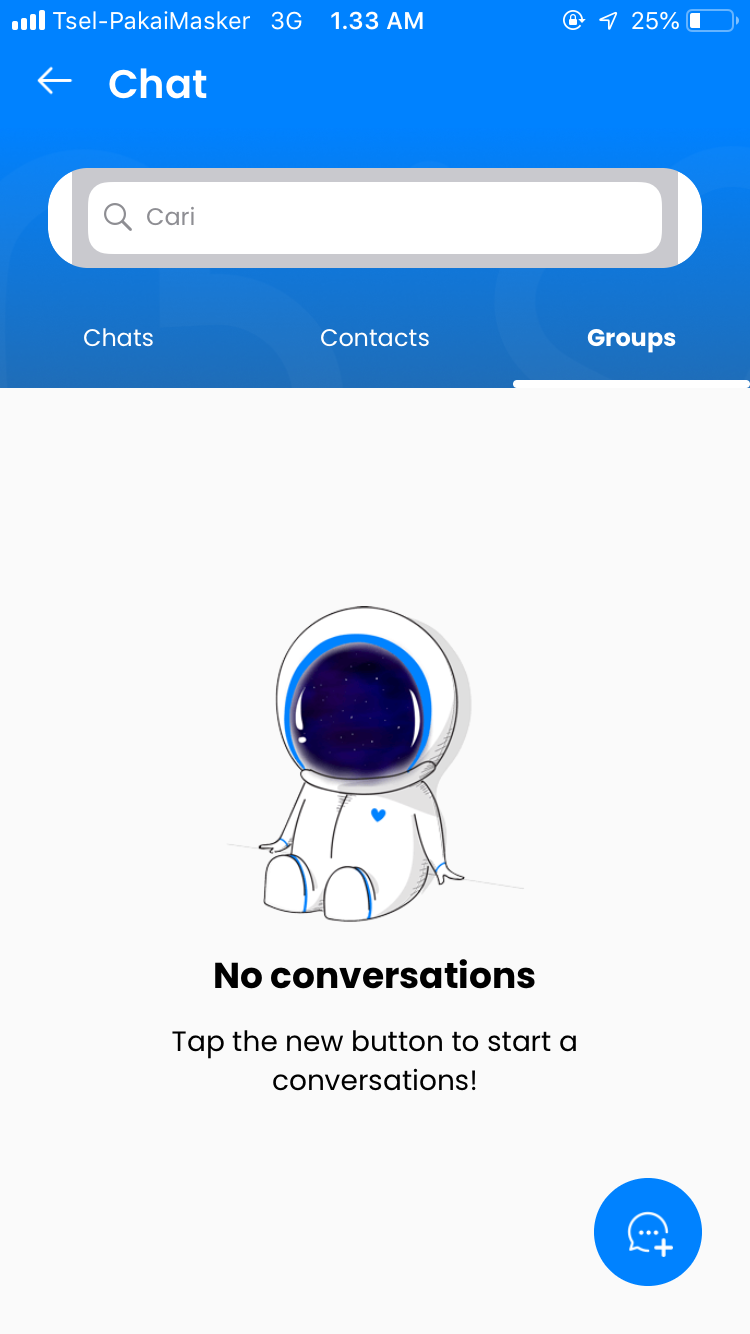 Tsel-PakaiMasker 3G 1.33 AM 25%
Chat
Cari
Chats Contacts Groups
No conversations
Tap the new button to start a
conversations!